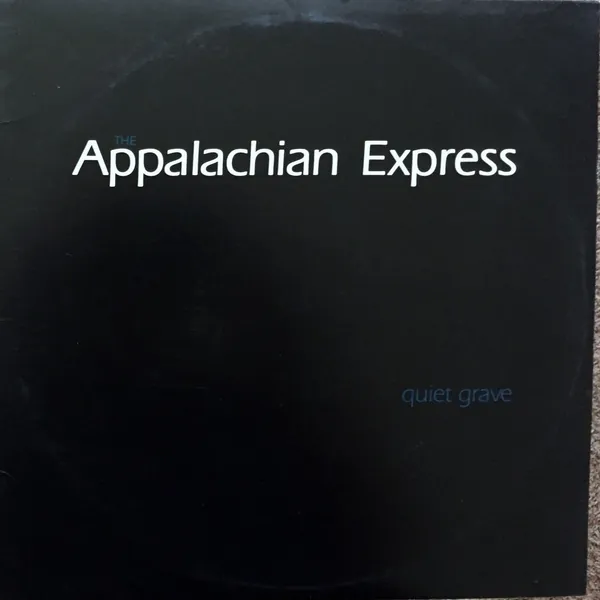 THE
Appalachian Express
quiet grave